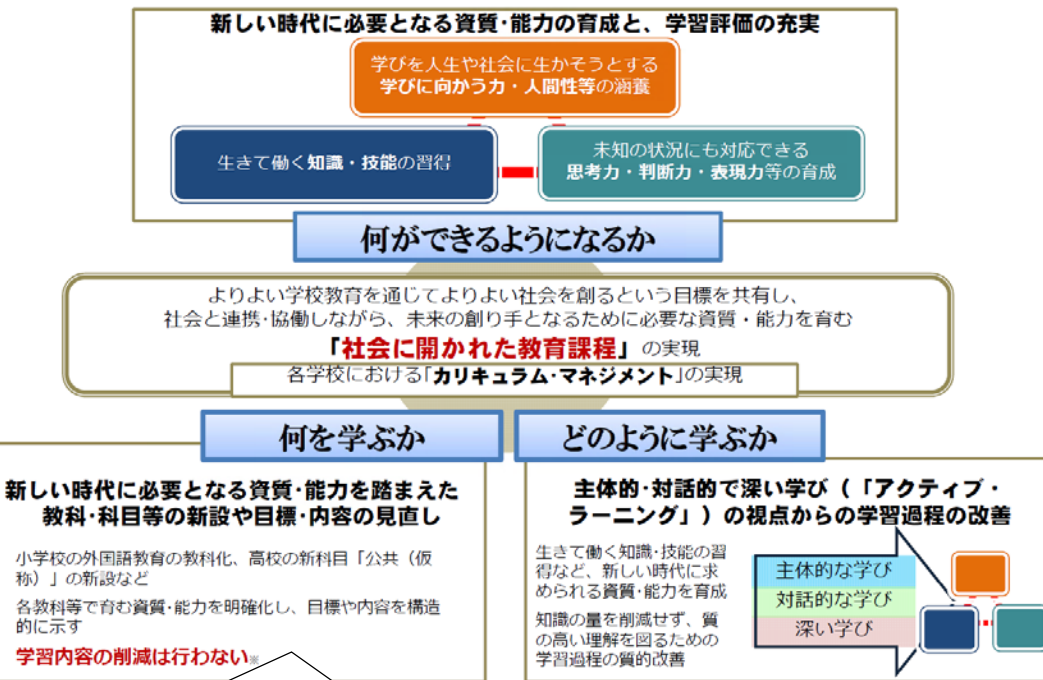 新しい時代に必要となる資質･能力の育成と、学習評価の充実
学びを人生や社会に生かそうとする
学びに向かう力・人間性等の涵養
生きて働く知識・技能の習得
未知の状況にも対応できる
思考力・判断力・表現力等の育成
何ができるようになるか
よりよい学校教育を通じてよりよい社会を創るという目標を共有し、
社会と連携･協働しながら、未来の創り手となるために必要な資質・能力を育む
「社会に開かれた教育課程」の実現
各学校における｢カリキュラム･マネジメント｣の実現
何を学ぶか
新しい時代に必要となる資質･能力を踏まえた
教科･科目等の新設や目標･内容の見直し
小学校の外国語教育の教科化、高校の新科目「公共（仮
称）」の新設など
各教科等で育む資質･能力を明確化し、目標や内容を構造
的に示す
学習内容の削減は行わない※
どのように学ぶか
主体的･対話的で深い学び（「アクティブ・
ラーニング」）の視点からの学習過程の改善
生きて働く知識･技能の習
得など、新しい時代に求
められる資質･能力を育成
知識の量を削減せず、質
の高い理解を図るための
学習過程の質的改善
主体的な学び
対話的な学び
深い学び